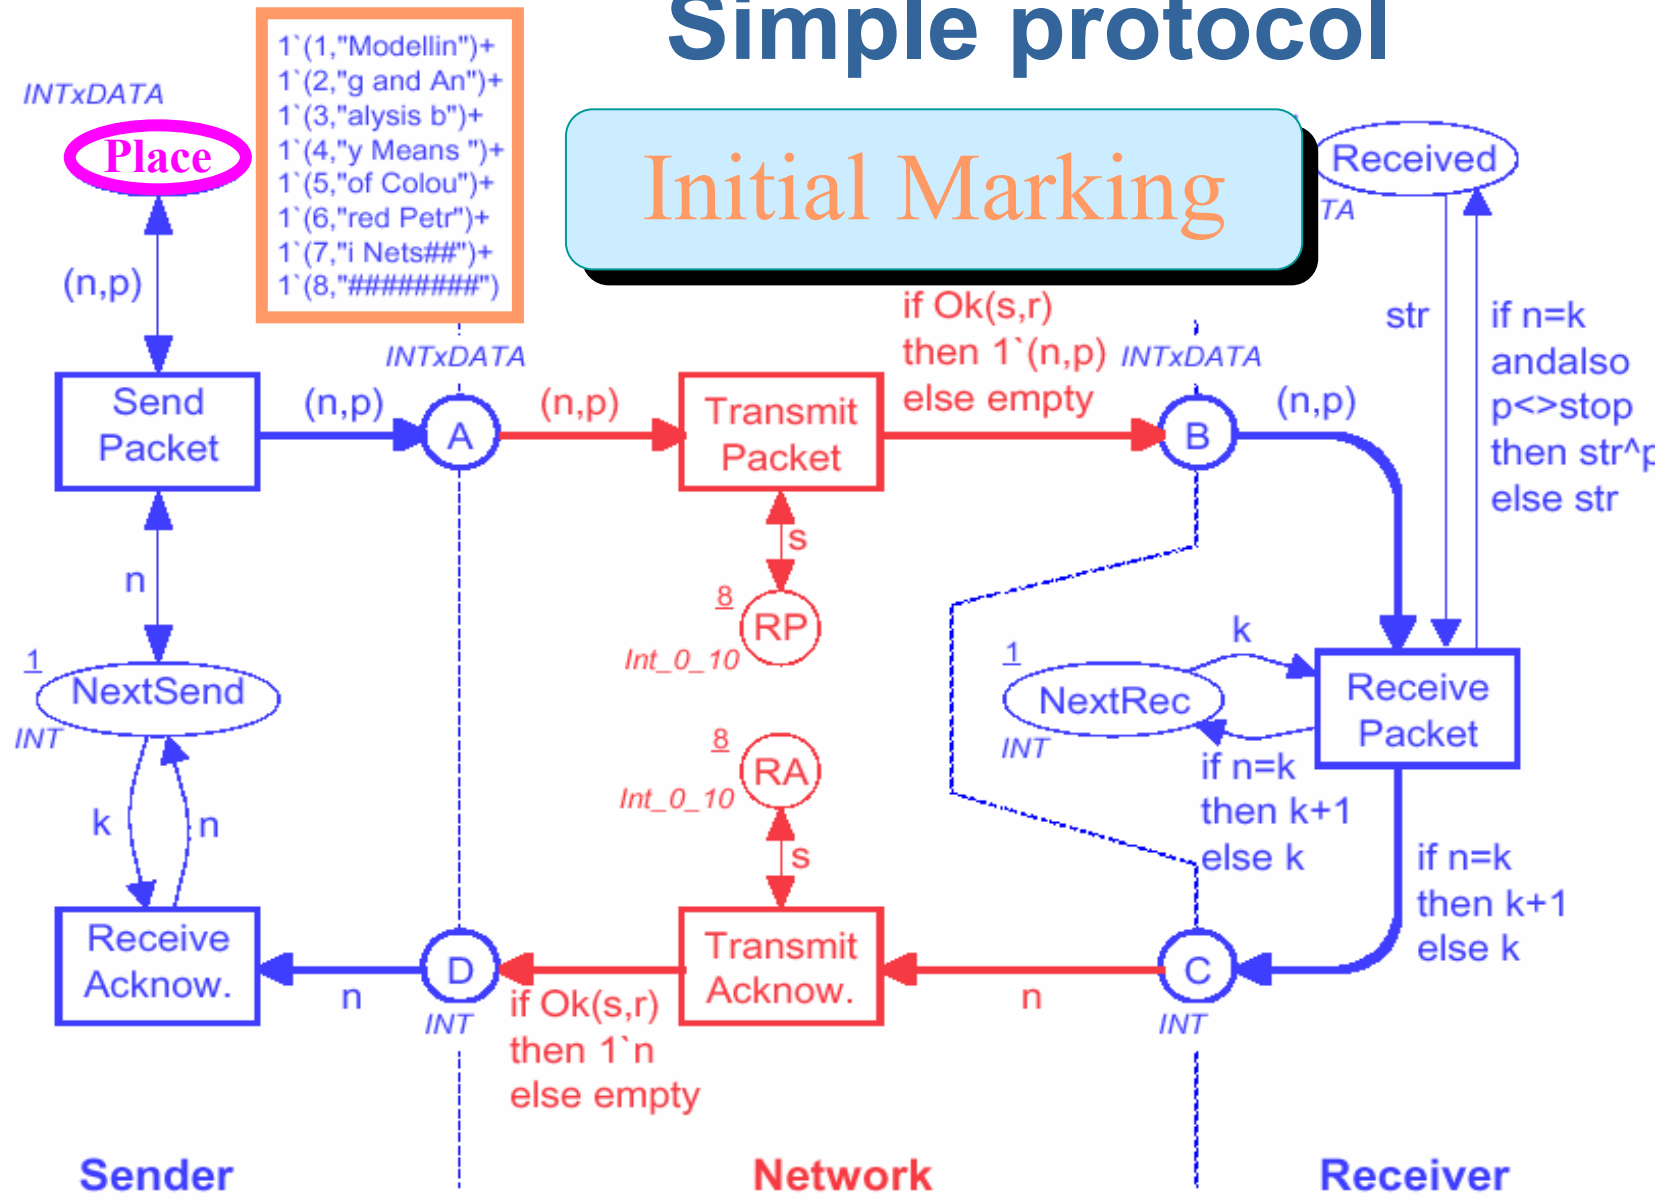 Simple protocol
INTxDATA
Place
1`(1,"Modellin")+
1`(2,"g and An")+
1`(3,"alysis b")+
1`(4,"y Means ")+
1`(5,"of Colou")+
1`(6,"red Petr")+
1`(7,"i Nets##")+
1`(8,"########")
Initial Marking
Received
TA
(n,p)
INTxDATA
if Ok(s,r)
then 1`(n,p)
else empty
INTxDATA
str
if n=k
andalso
p<>stop
then str^p
else str
Send
Packet
(n,p)
A
(n,p)
Transmit
Packet
B
(n,p)
n
s
8
RP
Int_0_10
1
NextSend
INT
k
1
NextRec
INT
Receive
Packet
8
RA
Int_0_10
if n=k
then k+1
else k
k
n
s
if n=k
then k+1
else k
Receive
Acknow.
n
D
INT
if Ok(s,r)
then 1`n
else empty
Transmit
Acknow.
n
C
INT
Sender
Network
Receiver